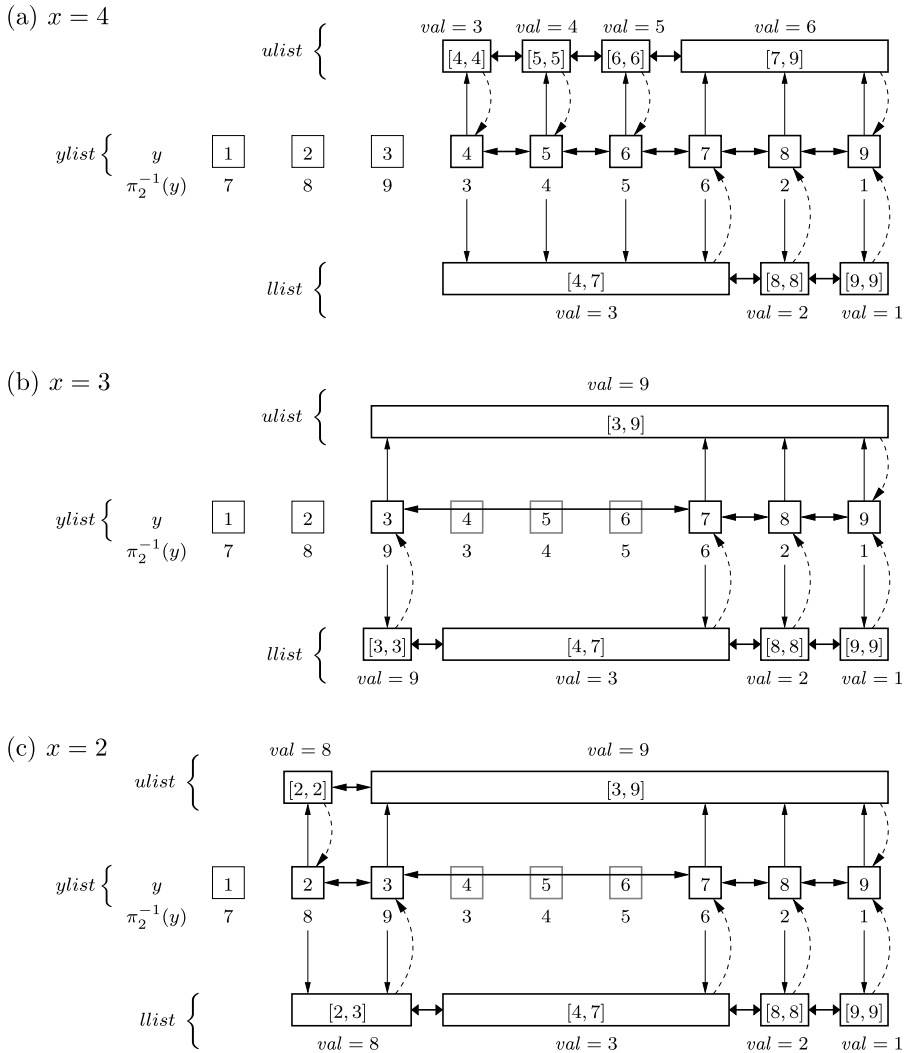 (a) x = 4
val = 3 val = 4 val = 5 val = 6
ulist { [4, 4] [5, 5] [6, 6] [7, 9]
ylist { y 1 2 3 4 5 6 7 8 9
π₂⁻¹(y) 7 8 9 3 4 5 6 2 1
llist { [4, 7] [8, 8] [9, 9]
val = 3 val = 2 val = 1
(b) x = 3
val = 9
ulist { [3, 9]
ylist { y 1 2 3 4 5 6 7 8 9
π₂⁻¹(y) 7 8 9 3 4 5 6 2 1
llist { [3, 3] [4, 7] [8, 8] [9, 9]
val = 9 val = 3 val = 2 val = 1
(c) x = 2
val = 8 val = 9
ulist { [2, 2] [3, 9]
ylist { y 1 2 3 4 5 6 7 8 9
π₂⁻¹(y) 7 8 9 3 4 5 6 2 1
llist { [2, 3] [4, 7] [8, 8] [9, 9]
val = 8 val = 3 val = 2 val = 1